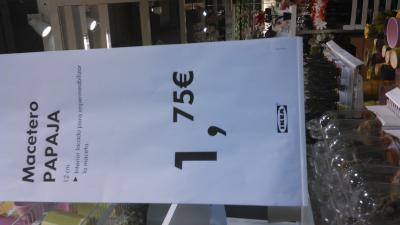 Macetero
PAPAJA
12 cm
► Interior lacado para impermeabilizar
la maceta.
1,75€
IKEA